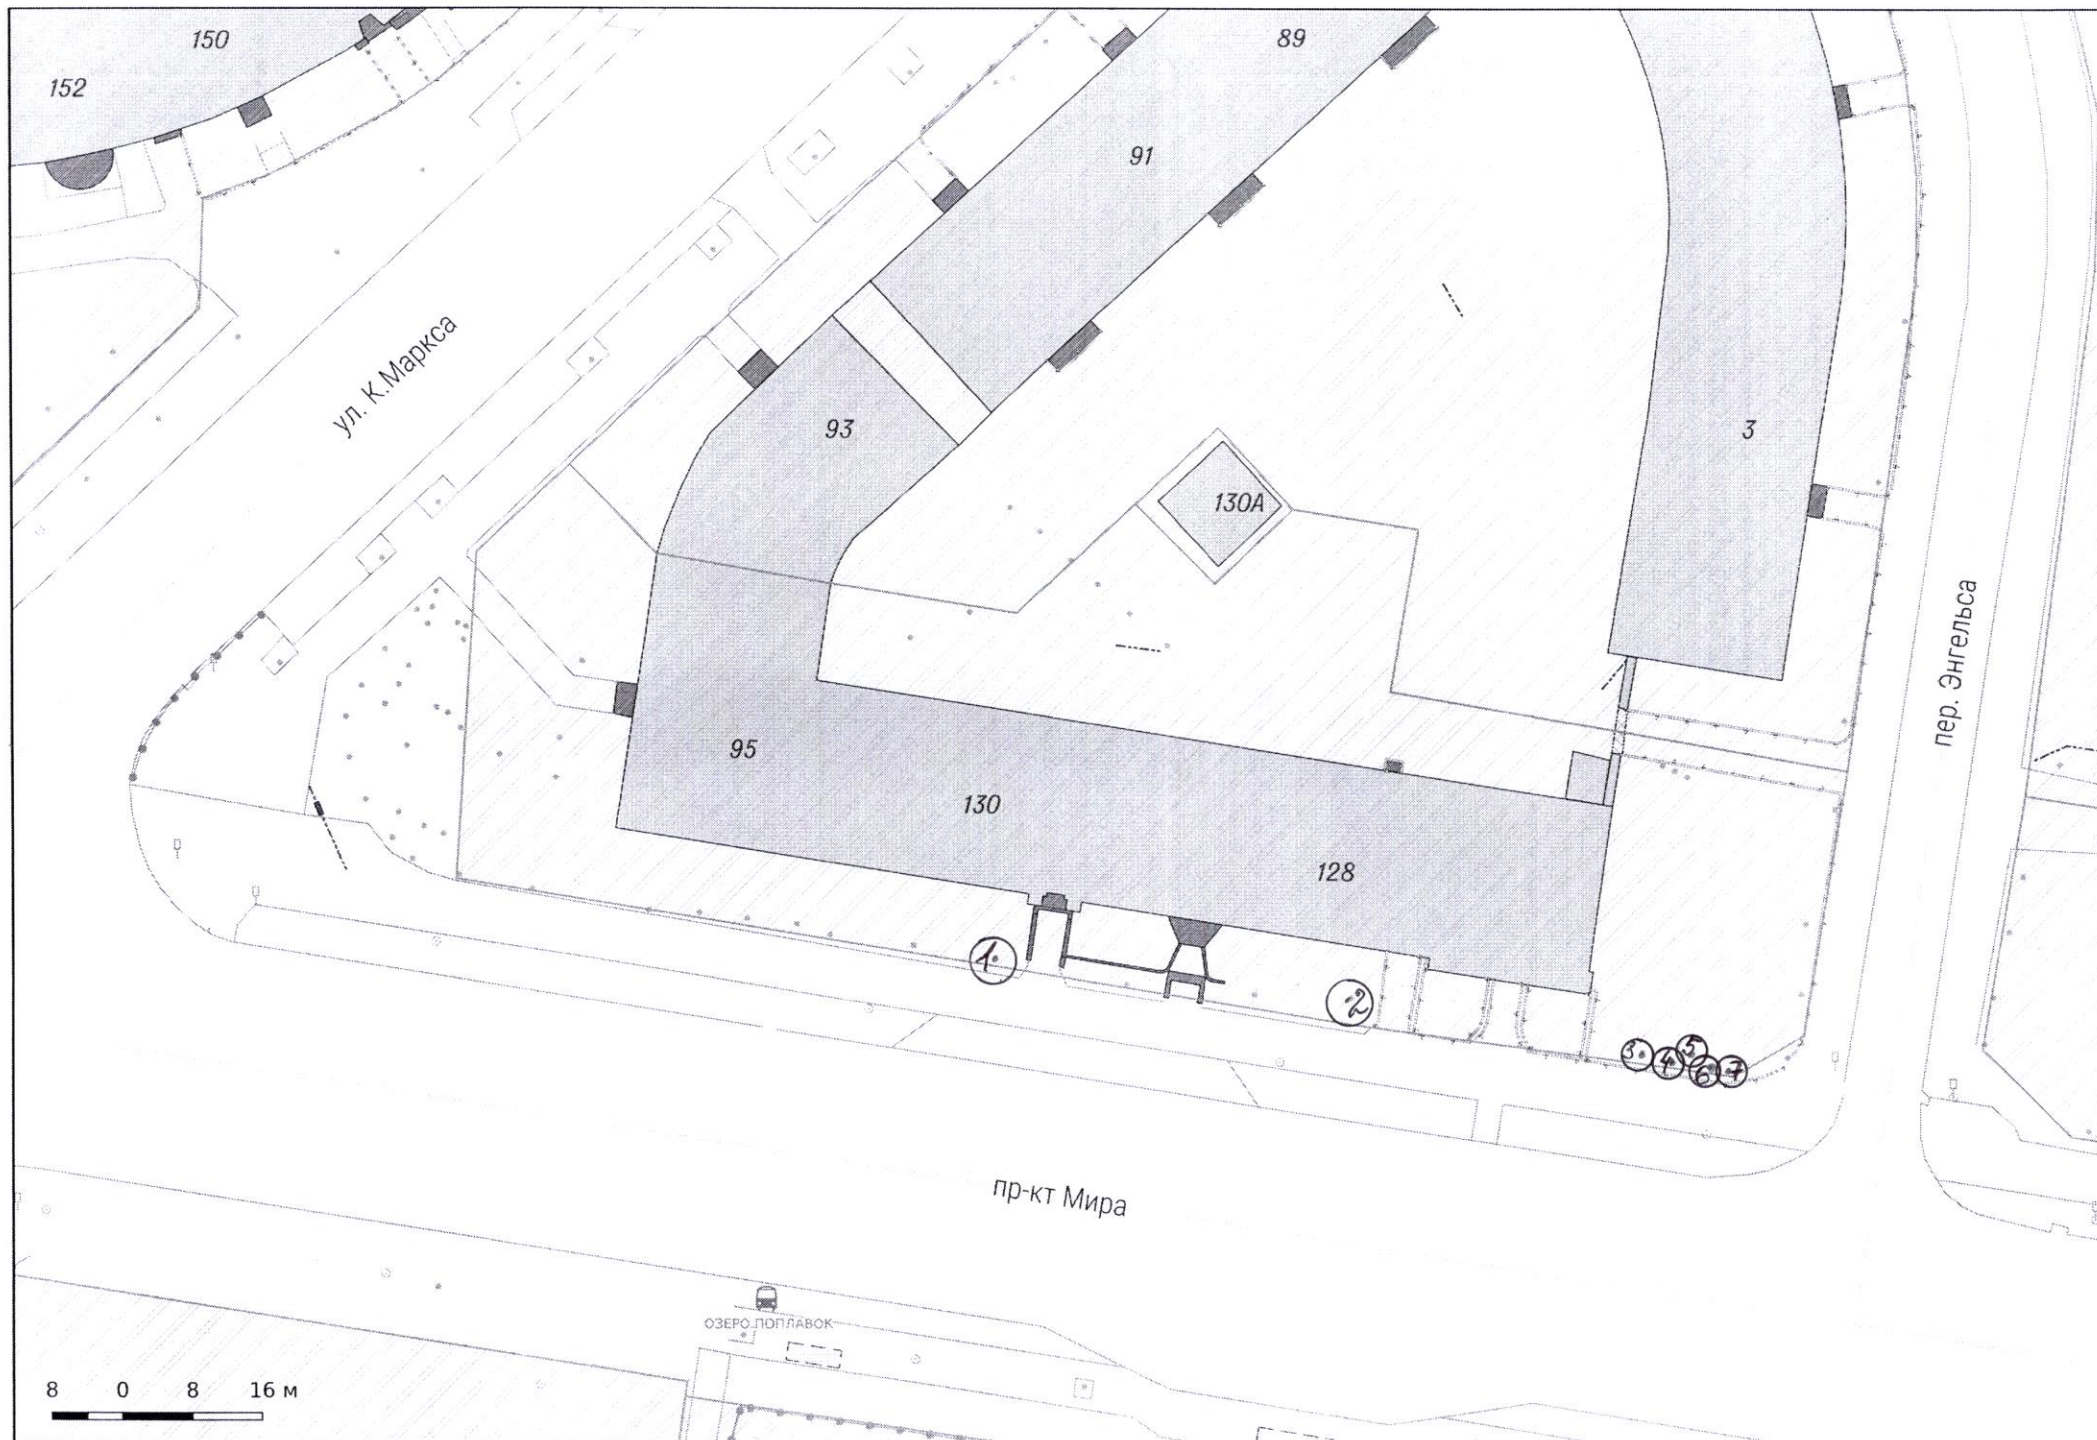 150
152
89
91
ул. К.Маркса
93
3
130А
пер. Энгельса
95
130
128
1
2
3
4
5
6
7
пр-кт Мира
ОЗЕРО ПОПЛАВОК
8 0 8 16 м